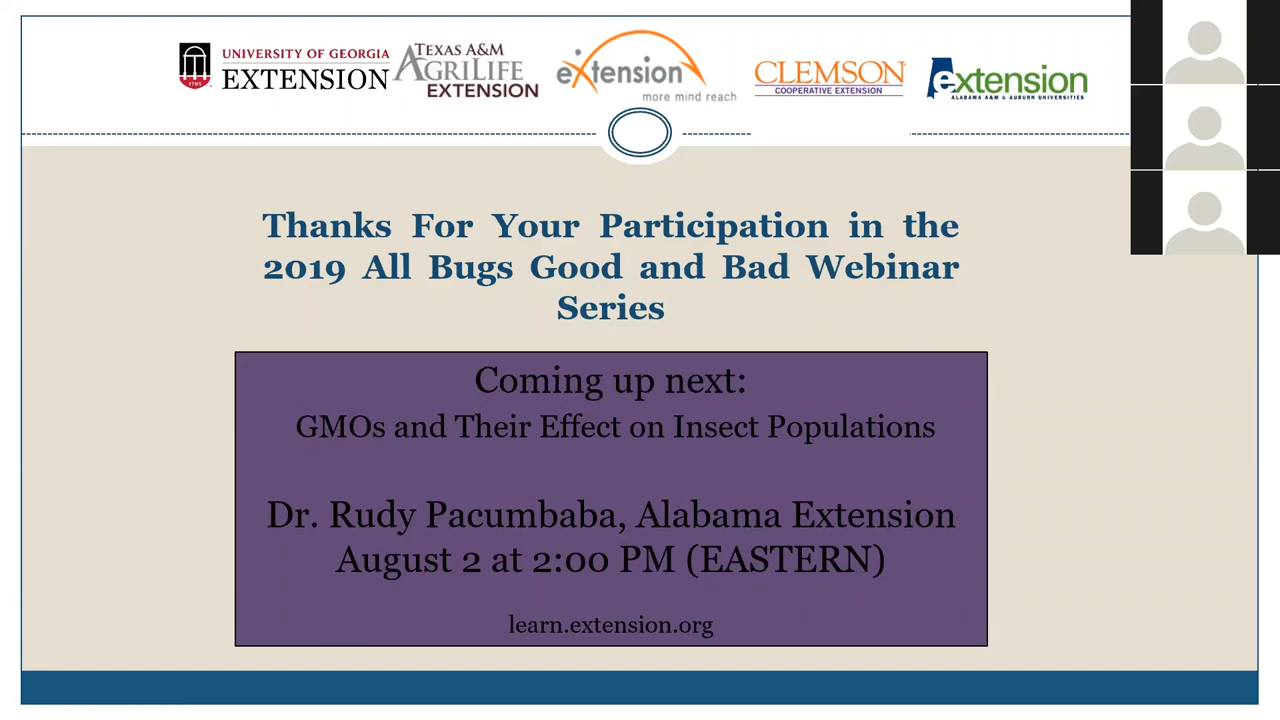 UNIVERSITY OF GEORGIA
EXTENSION
TEXAS A&M
AGRILIFE
EXTENSION
eXtension
more mind reach
CLEMSON
COOPERATIVE EXTENSION
extension
ALABAMA A&M & AUBURN UNIVERSITIES
Thanks For Your Participation in the
2019 All Bugs Good and Bad Webinar
Series
Coming up next:
GMOs and Their Effect on Insect Populations
Dr. Rudy Pacumbaba, Alabama Extension
August 2 at 2:00 PM (EASTERN)
learn.extension.org